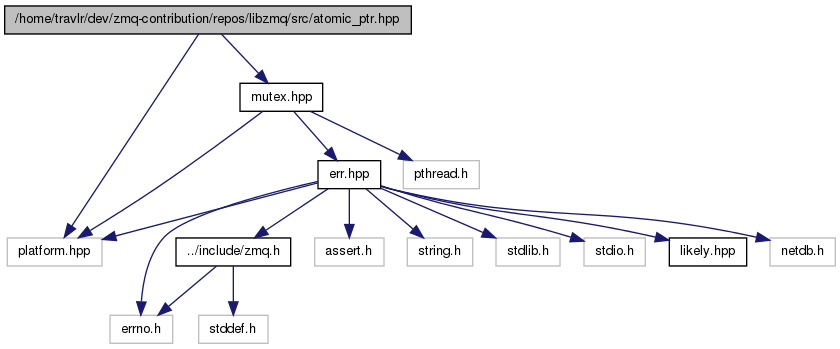 /home/travlr/dev/zmq-contribution/repos/libzmq/src/atomic_ptr.hpp
mutex.hpp
err.hpp
pthread.h
platform.hpp
../include/zmq.h
assert.h
string.h
stdlib.h
stdio.h
likely.hpp
netdb.h
errno.h
stddef.h